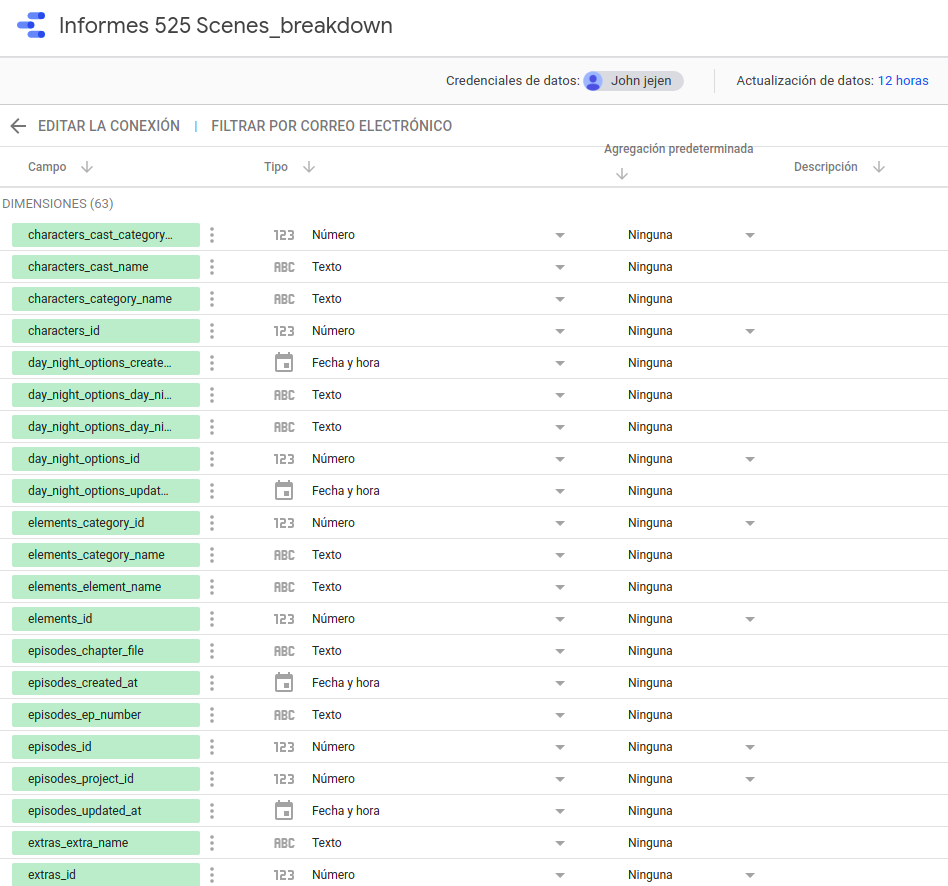 Informes 525 Scenes_breakdown
Credenciales de datos: John jejen Actualización de datos: 12 horas
EDITAR LA CONEXIÓN | FILTRAR POR CORREO ELECTRÓNICO
Campo Tipo Agregación predeterminada Descripción
DIMENSIONES (63)
characters_cast_category... 123 Número Ninguna
characters_cast_name ABC Texto Ninguna
characters_category_name ABC Texto Ninguna
characters_id 123 Número Ninguna
day_night_options_create... Fecha y hora Ninguna
day_night_options_day_ni... ABC Texto Ninguna
day_night_options_day_ni... ABC Texto Ninguna
day_night_options_id 123 Número Ninguna
day_night_options_updat... Fecha y hora Ninguna
elements_category_id 123 Número Ninguna
elements_category_name ABC Texto Ninguna
elements_element_name ABC Texto Ninguna
elements_id 123 Número Ninguna
episodes_chapter_file ABC Texto Ninguna
episodes_created_at Fecha y hora Ninguna
episodes_ep_number ABC Texto Ninguna
episodes_id 123 Número Ninguna
episodes_project_id 123 Número Ninguna
episodes_updated_at Fecha y hora Ninguna
extras_extra_name ABC Texto Ninguna
extras_id 123 Número Ninguna